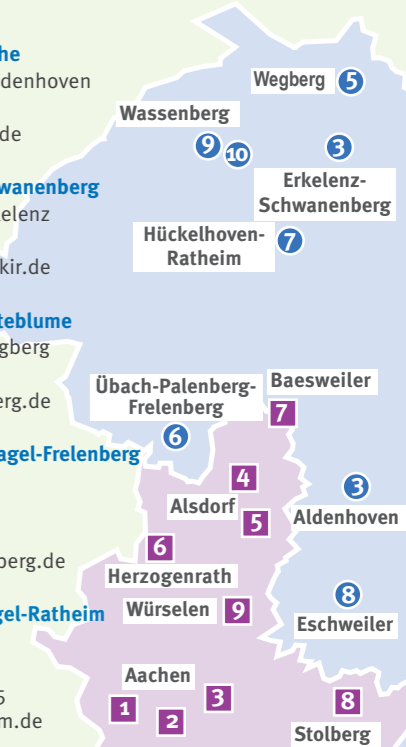 he
denhoven
de
wanenberg
elenz
kir.de
teblume
gberg
erg.de
agel-Frelenberg
berg.de
gel-Ratheim
5
m.de
Wegberg 5
Wassenberg
9 10
3
Erkelenz-
Schwanenberg
Hückelhoven-
Ratheim
7
Übach-Palenberg-
Frelenberg
6
Baesweiler
7
4
Alsdorf
5
3
Aldenhoven
6
Herzogenrath
Würselen 9
8
Eschweiler
Aachen
1
2
3
8
Stolberg